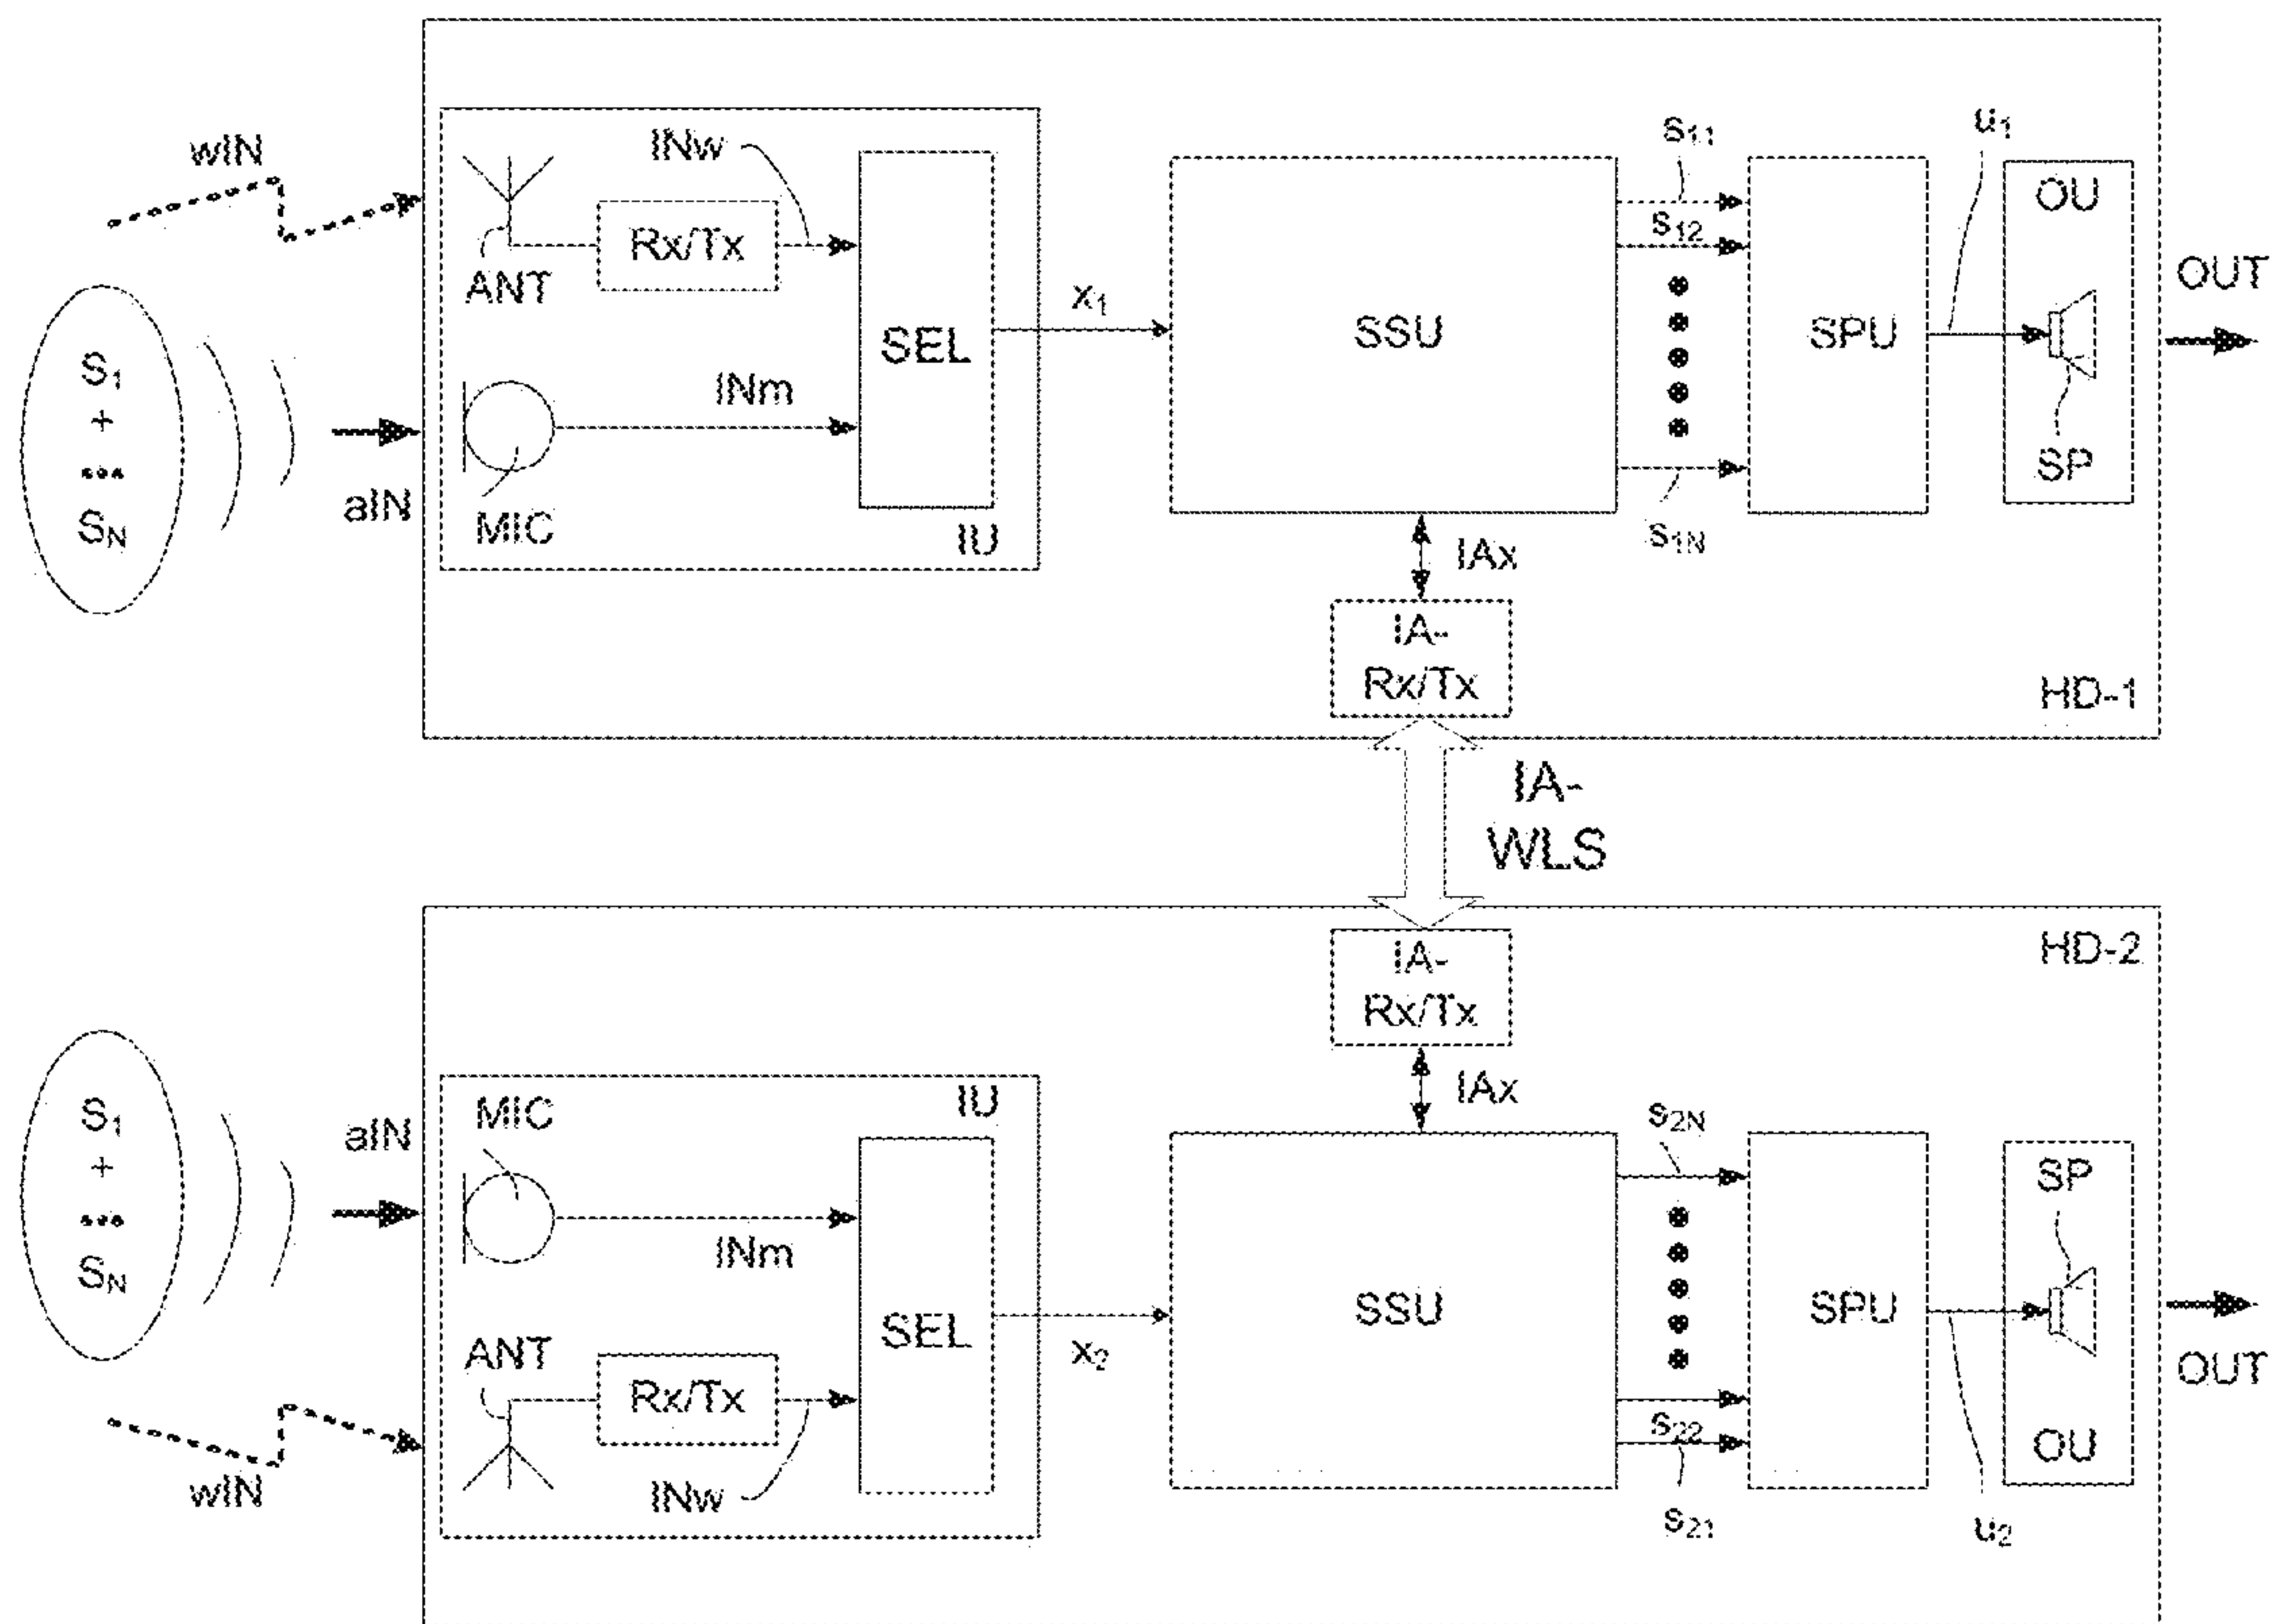 wIN
S1
+
...
SN
aIN
ANT
Rx/Tx
INw
INm
MIC
SEL
IU
x1
SSU
s11
s12
s1N
SPU
u1
OU
SP
OUT
IAx
IA-
Rx/Tx
HD-1
IA-
WLS
HD-2
IA-
Rx/Tx
IAx
S1
+
...
SN
aIN
wIN
MIC
INm
IU
ANT
Rx/Tx
INw
SEL
x2
SSU
s2N
s22
s21
SPU
u2
SP
OU
OUT